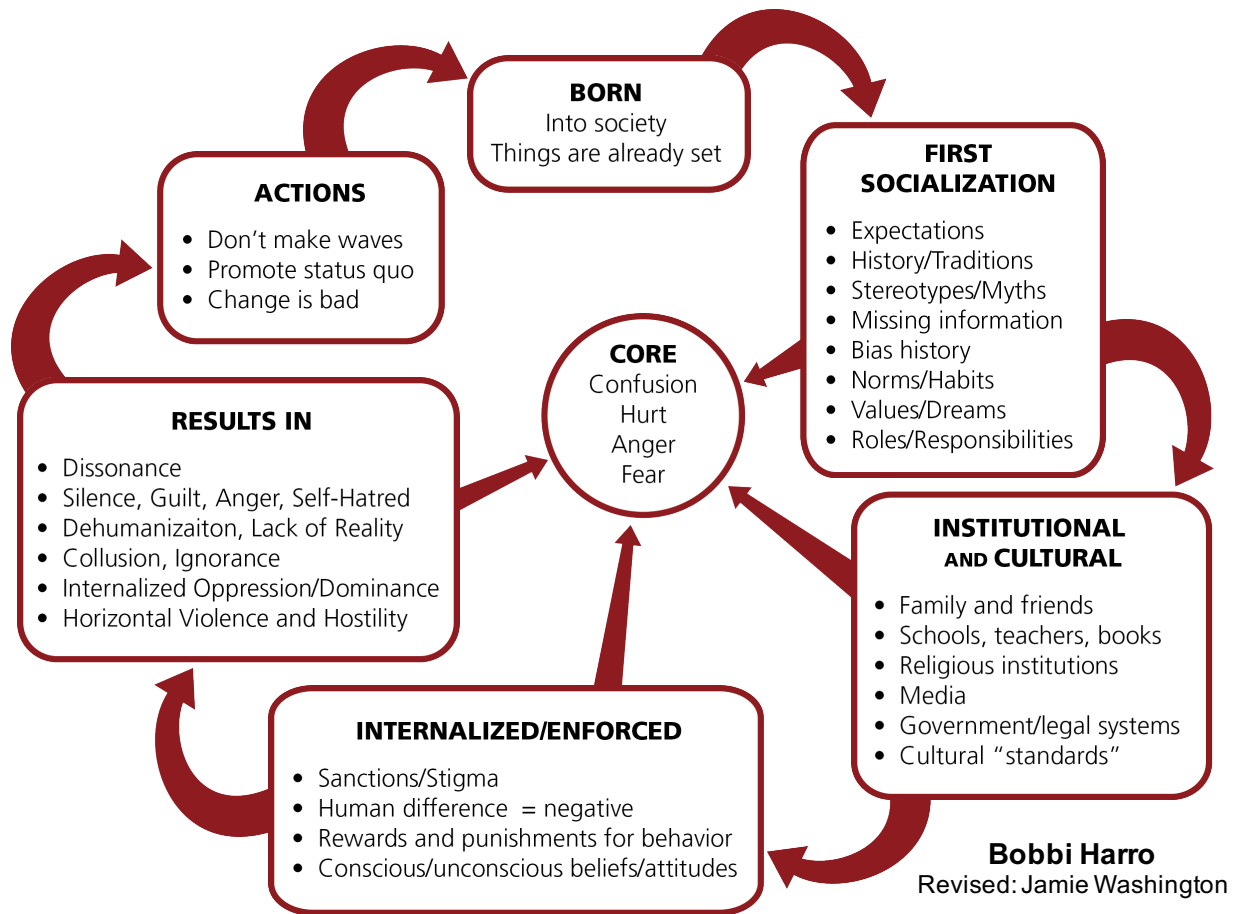 BORN
Into society
Things are already set
FIRST
SOCIALIZATION
• Expectations
• History/Traditions
• Stereotypes/Myths
• Missing information
• Bias history
• Norms/Habits
• Values/Dreams
• Roles/Responsibilities
INSTITUTIONAL
AND CULTURAL
• Family and friends
• Schools, teachers, books
• Religious institutions
• Media
• Government/legal systems
• Cultural “standards”
INTERNALIZED/ENFORCED
• Sanctions/Stigma
• Human difference = negative
• Rewards and punishments for behavior
• Conscious/unconscious beliefs/attitudes
RESULTS IN
• Dissonance
• Silence, Guilt, Anger, Self-Hatred
• Dehumanizaiton, Lack of Reality
• Collusion, Ignorance
• Internalized Oppression/Dominance
• Horizontal Violence and Hostility
ACTIONS
• Don’t make waves
• Promote status quo
• Change is bad
CORE
Confusion
Hurt
Anger
Fear
Bobbi Harro
Revised: Jamie Washington